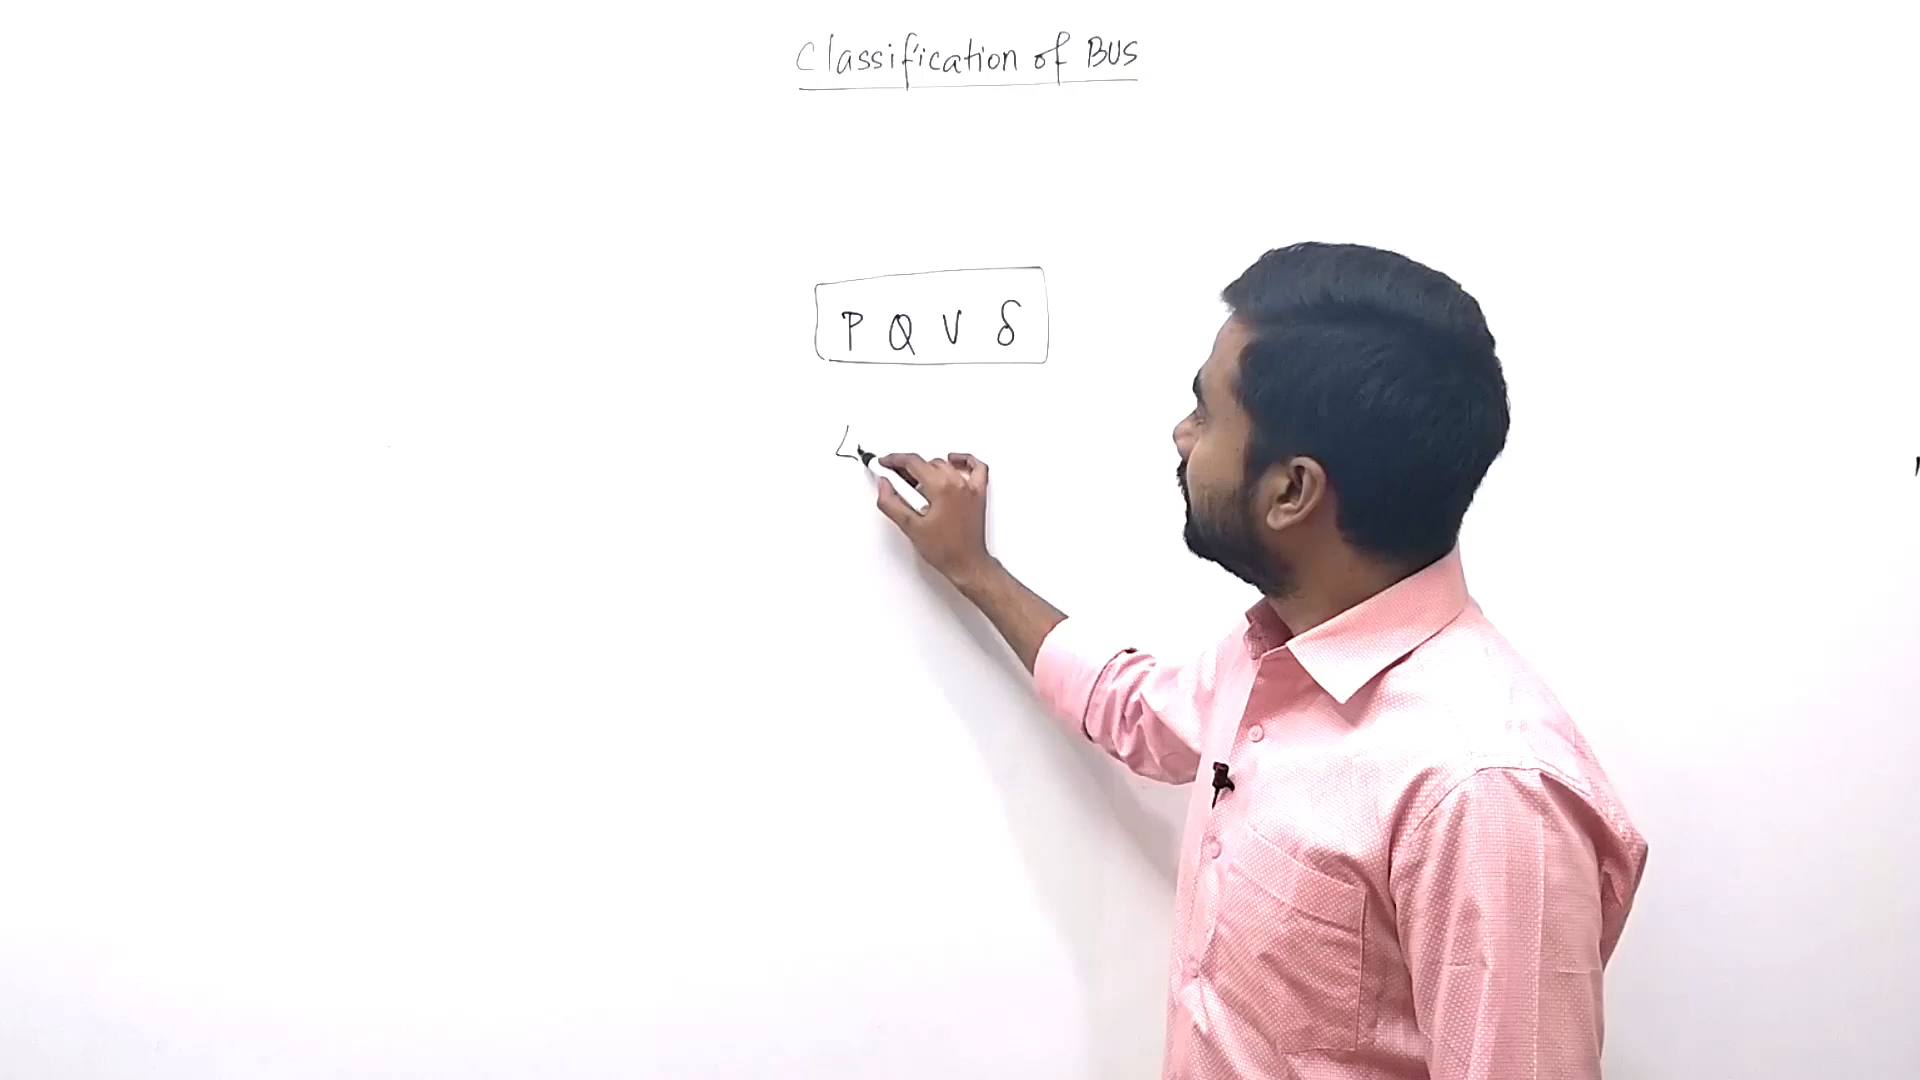 Classification of BUS
P Q V δ